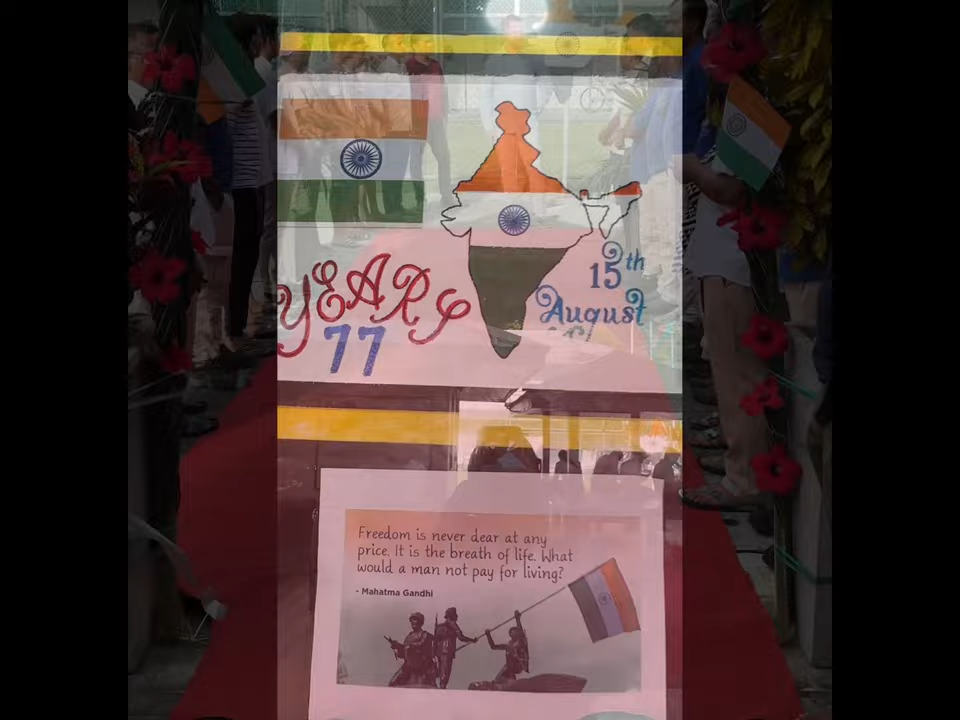 YEARS
77
15th
August
Freedom is never dear at any
price. It is the breath of life. What
would a man not pay for living?
- Mahatma Gandhi